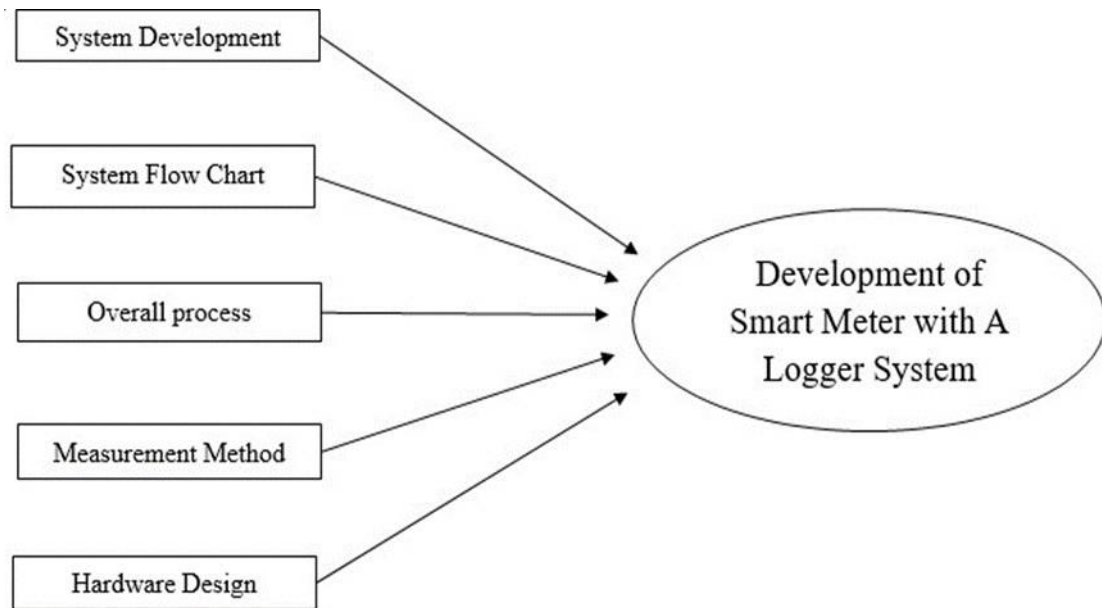 System Development
System Flow Chart
Overall process
Measurement Method
Hardware Design
Development of
Smart Meter with A
Logger System